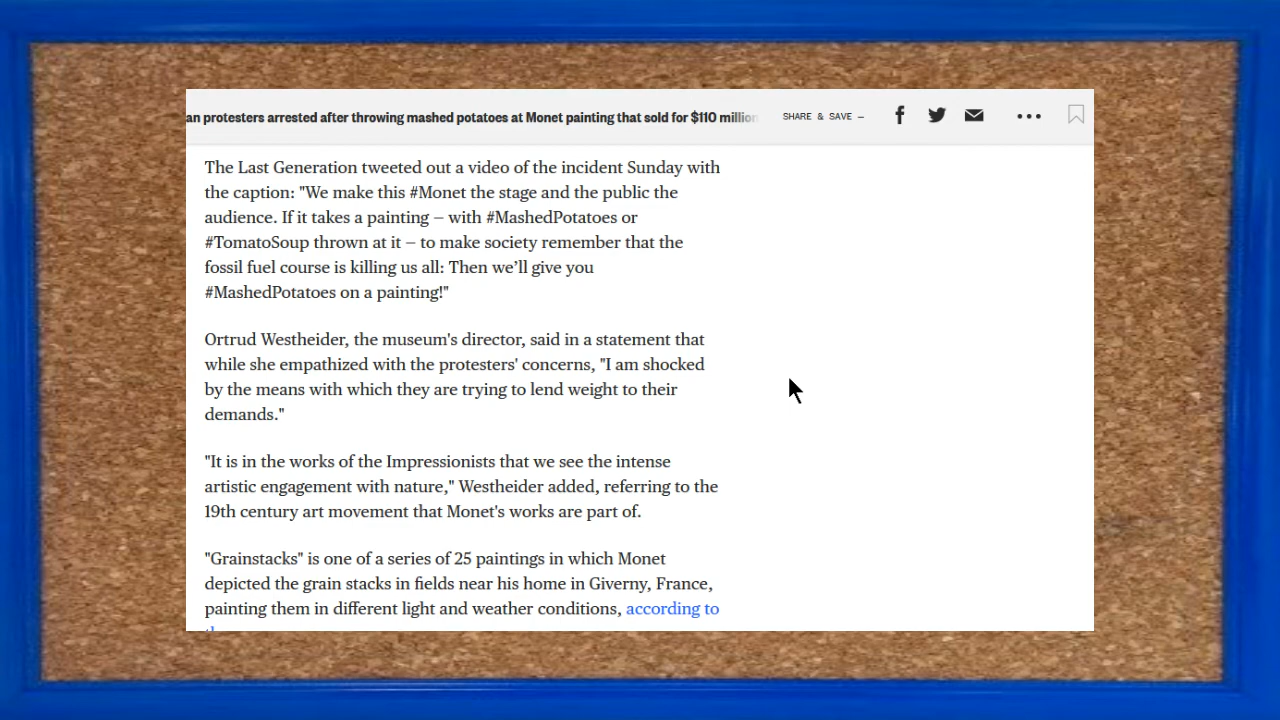 an protesters arrested after throwing mashed potatoes at Monet painting that sold for $110 million
SHARE & SAVE —
The Last Generation tweeted out a video of the incident Sunday with
the caption: "We make this #Monet the stage and the public the
audience. If it takes a painting – with #MashedPotatoes or
#TomatoSoup thrown at it – to make society remember that the
fossil fuel course is killing us all: Then we’ll give you
#MashedPotatoes on a painting!"
Ortrud Westheider, the museum's director, said in a statement that
while she empathized with the protesters' concerns, "I am shocked
by the means with which they are trying to lend weight to their
demands."
"It is in the works of the Impressionists that we see the intense
artistic engagement with nature," Westheider added, referring to the
19th century art movement that Monet's works are part of.
"Grainstacks" is one of a series of 25 paintings in which Monet
depicted the grain stacks in fields near his home in Giverny, France,
painting them in different light and weather conditions, according to